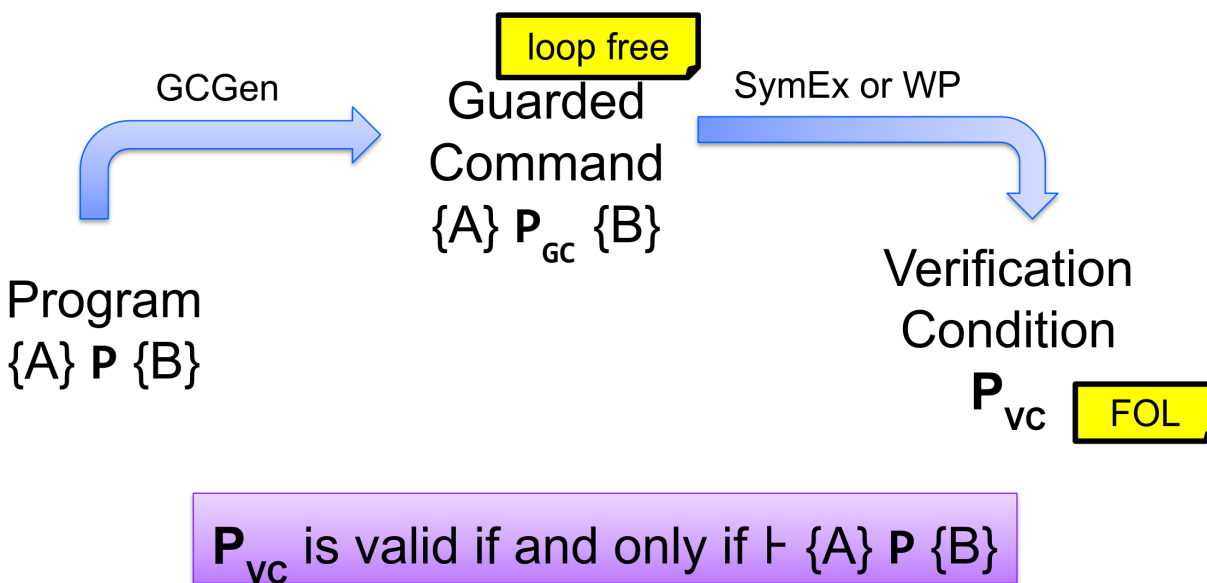 loop free
GCGen
SymEx or WP
Guarded
Command
{A} P_GC {B}
Program
{A} P {B}
Verification
Condition
P_VC
FOL
P_VC is valid if and only if ⊢ {A} P {B}